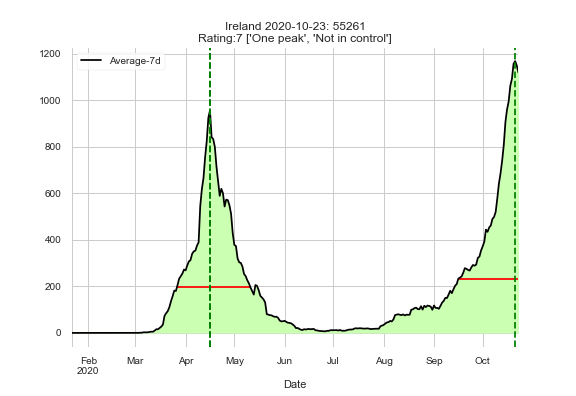 Ireland 2020-10-23: 55261
Rating:7 ['One peak', 'Not in control']
Average-7d
1200
1000
800
600
400
200
0
Feb Mar Apr May Jun Jul Aug Sep Oct
2020
Date